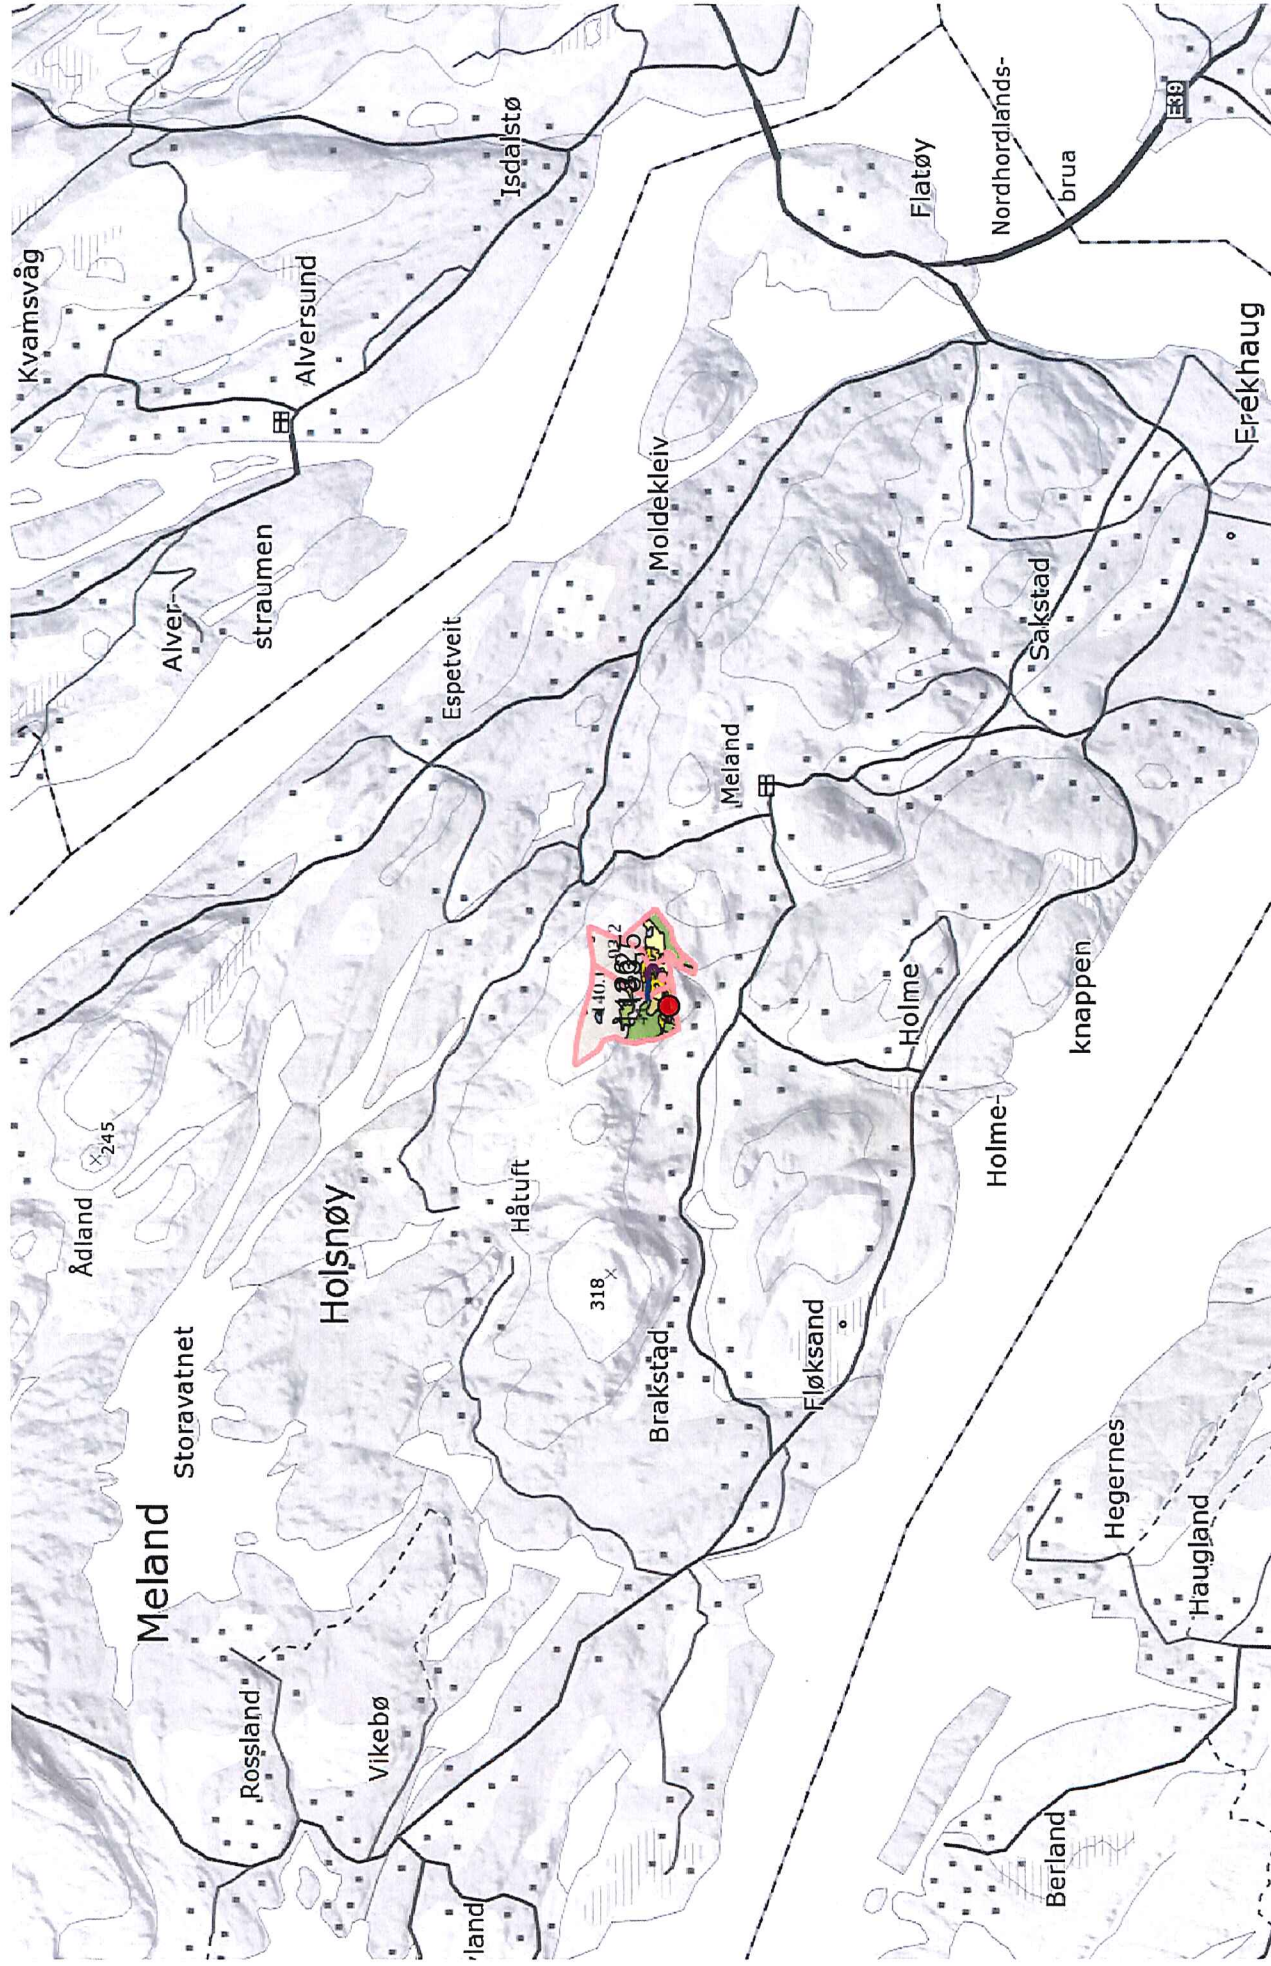 Kvamsvåg
Ådland
245
Meland
Alver-
straumen
Storavatnet
Rossland
Alversund
Holsnøy
Vikebø
Espetveit
Isdalstø
Håtuft
318
Moldekleiv
Brakstad
Meland
Fløksand
Holme
Flatøy
Holme-
knappen
Nordhordlands-
brua
Sakstad
Berland
Hegernes
E39
Haugland
Frekhaug